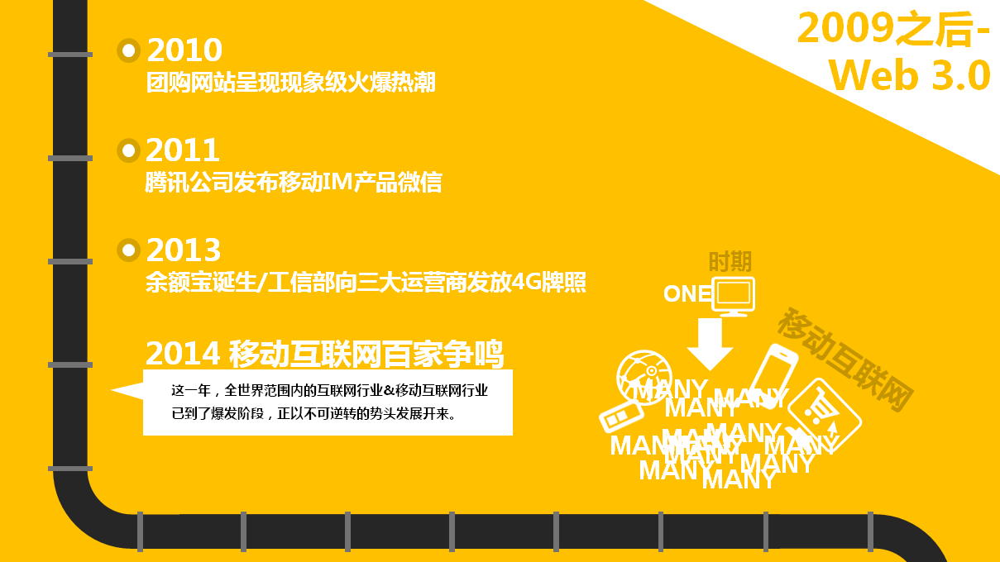 2009之后-
Web 3.0
2010
团购网站呈现现象级火爆热潮
2011
腾讯公司发布移动IM产品微信
2013
余额宝诞生/工信部向三大运营商发放4G牌照
2014 移动互联网百家争鸣
这一年，全世界范围内的互联网行业&移动互联网行业
已到了爆发阶段，正以不可逆转的势头发展开来。
时期
ONE
移动互联网
MANY
MANY
MANY
MANY
MANY
MANY
MANY
MANY
MANY
MANY
MANY
MANY